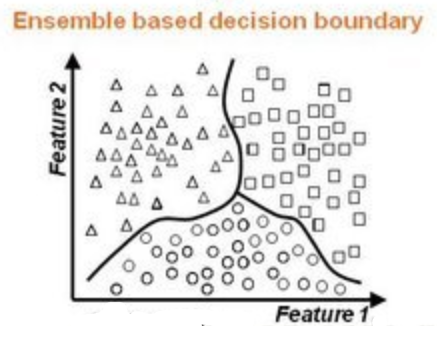 Ensemble based decision boundary
Feature 2
Feature 1